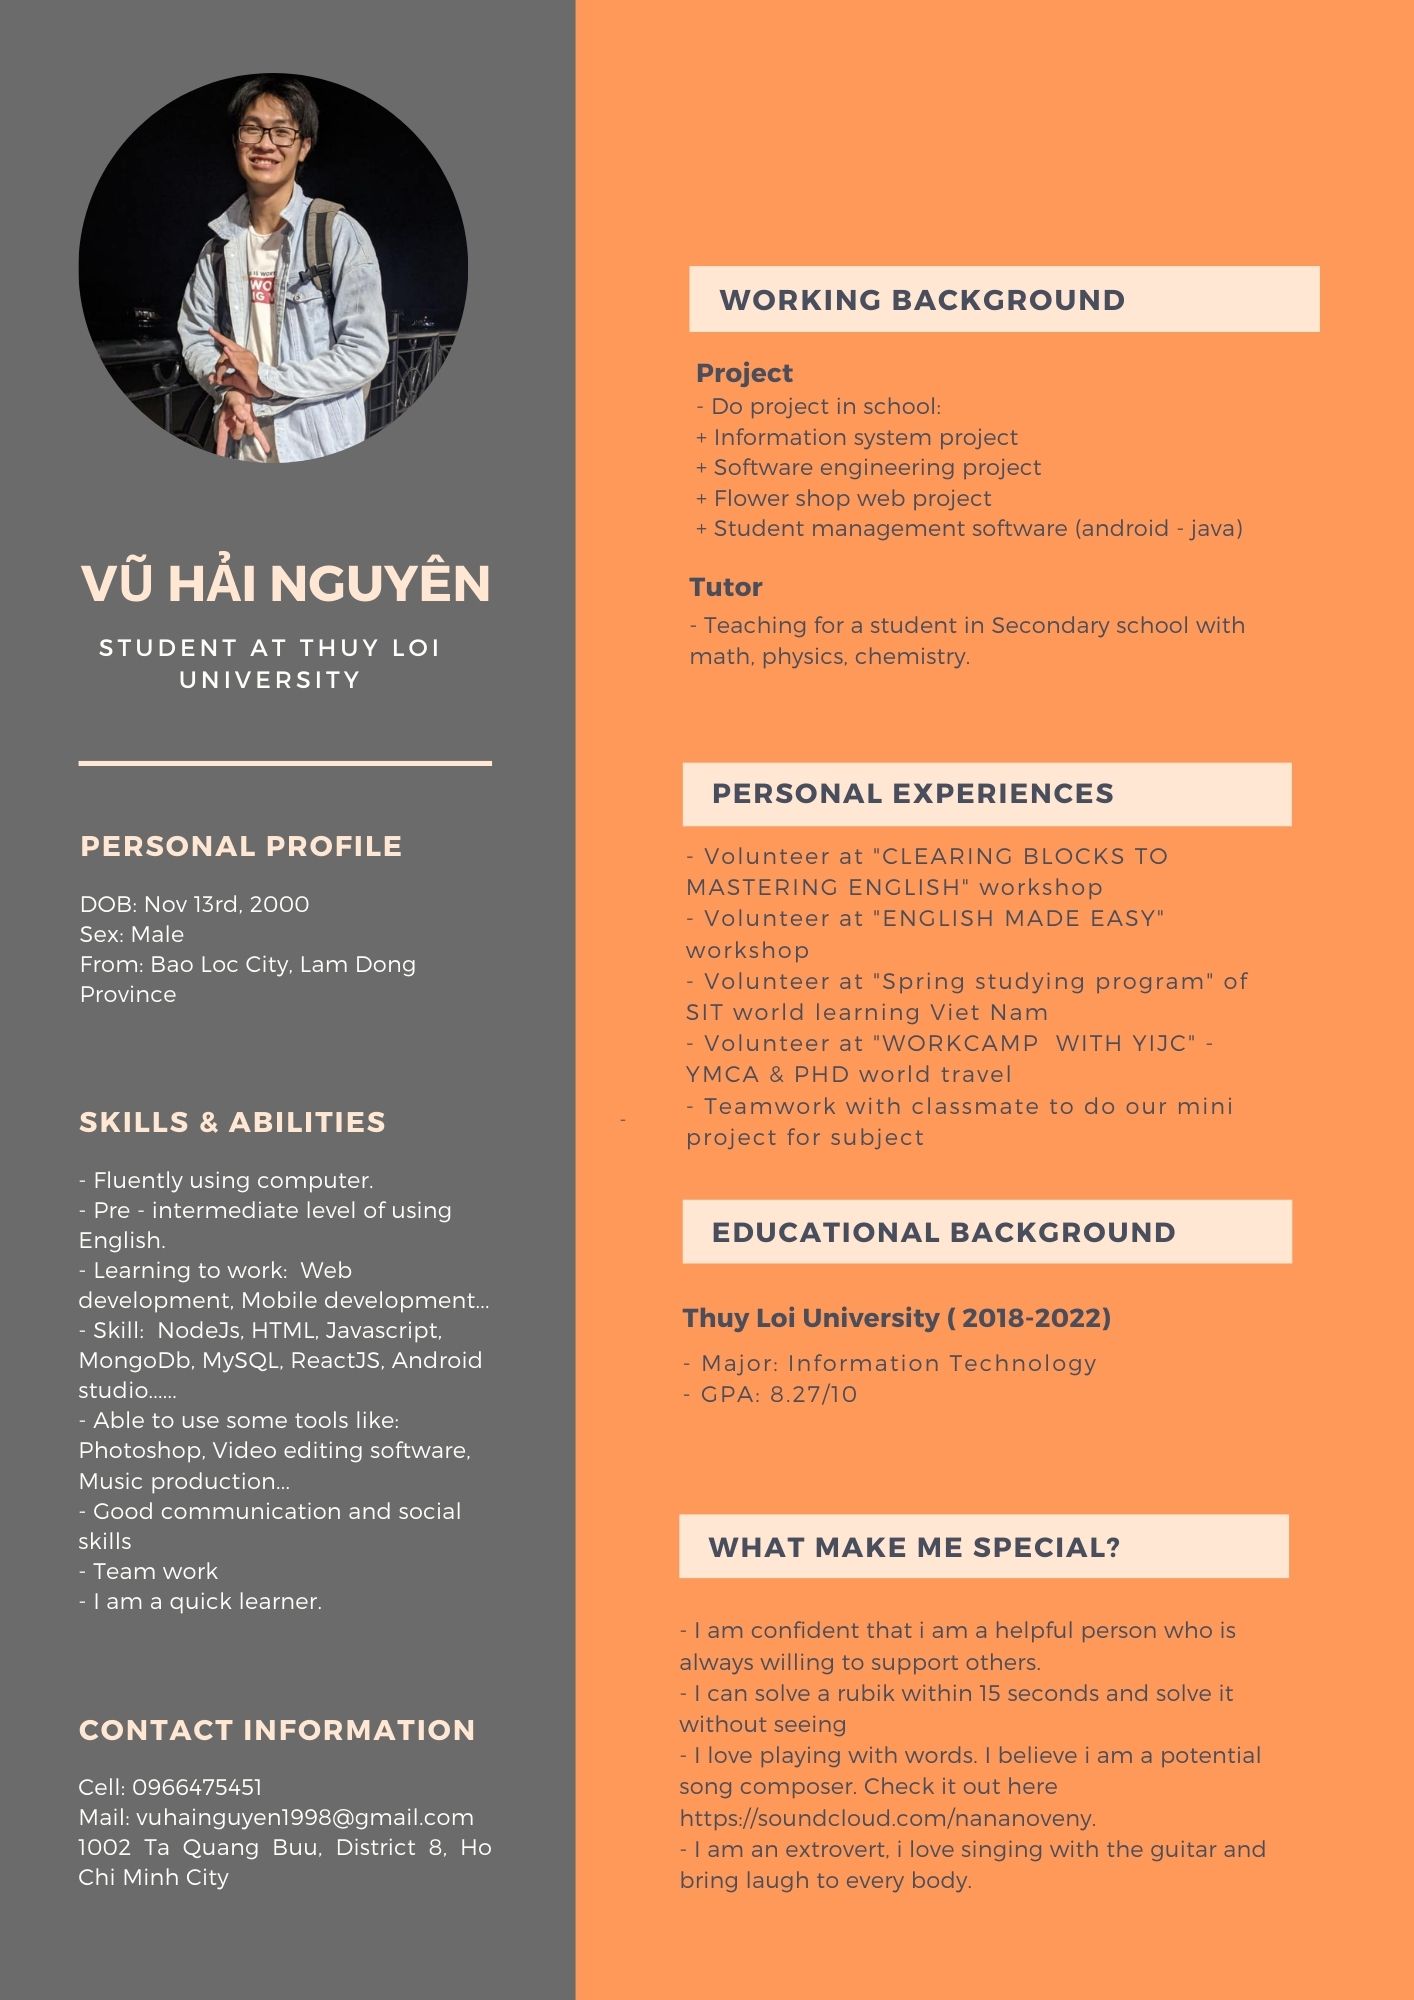 VŨ HẢI NGUYÊN
STUDENT AT THUY LOI
UNIVERSITY
PERSONAL PROFILE
DOB: Nov 13rd, 2000
Sex: Male
From: Bao Loc City, Lam Dong
Province
SKILLS & ABILITIES
- Fluently using computer.
- Pre - intermediate level of using
English.
- Learning to work:  Web
development, Mobile development...
- Skill:  NodeJs, HTML, Javascript,
MongoDb, MySQL, ReactJS, Android
studio......
- Able to use some tools like:
Photoshop, Video editing software,
Music production...
- Good communication and social
skills
- Team work
- I am a quick learner.
CONTACT INFORMATION
Cell: 0966475451
Mail: vuhainguyen1998@gmail.com
1002 Ta Quang Buu, District 8, Ho
Chi Minh City
WORKING BACKGROUND
Project
- Do project in school:
+ Information system project
+ Software engineering project
+ Flower shop web project
+ Student management software (android - java)
Tutor
- Teaching for a student in Secondary school with
math, physics, chemistry.
PERSONAL EXPERIENCES
- Volunteer at "CLEARING BLOCKS TO
MASTERING ENGLISH" workshop
- Volunteer at "ENGLISH MADE EASY"
workshop
- Volunteer at "Spring studying program" of
SIT world learning Viet Nam
- Volunteer at "WORKCAMP  WITH YIJC" -
YMCA & PHD world travel
- Teamwork with classmate to do our mini
project for subject
-
EDUCATIONAL BACKGROUND
Thuy Loi University ( 2018-2022)
- Major: Information Technology
- GPA: 8.27/10
WHAT MAKE ME SPECIAL?
- I am confident that i am a helpful person who is
always willing to support others.
- I can solve a rubik within 15 seconds and solve it
without seeing
- I love playing with words. I believe i am a potential
song composer. Check it out here
https://soundcloud.com/nananoveny.
- I am an extrovert, i love singing with the guitar and
bring laugh to every body.